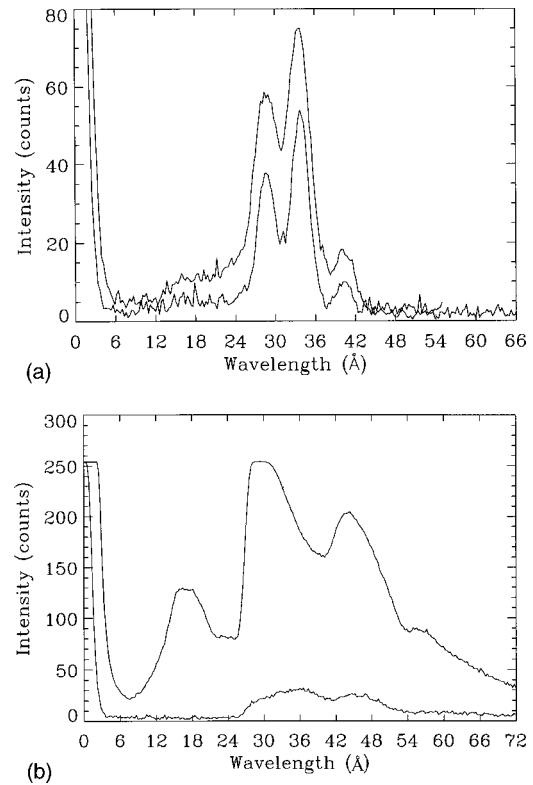 80
60
40
20
0
Intensity (counts)
0 6 12 18 24 30 36 42 48 54 60 66
Wavelength (Å)
(a)
300
250
200
150
100
50
0
Intensity (counts)
0 6 12 18 24 30 36 42 48 54 60 66 72
Wavelength (Å)
(b)